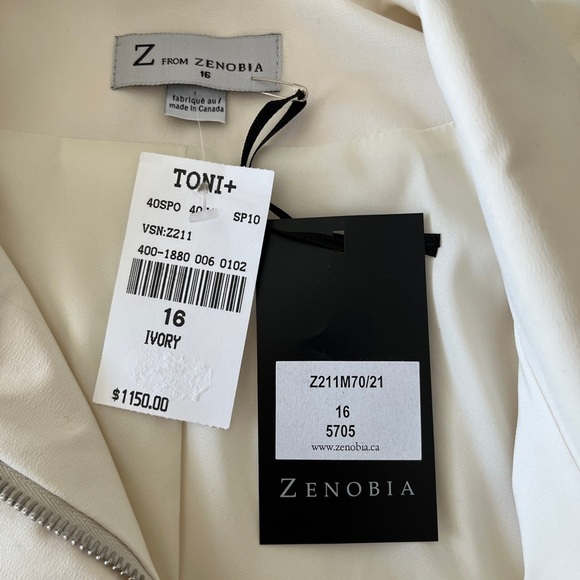 Z FROM ZENOBIA
16
fabriqué au /
made in Canada
TONI+
40SPO SP10
VSN:Z211
400-1880 006 0102
16
IVORY
$1150.00
Z211M70/21
16
5705
www.zenobia.ca
ZENOBIA